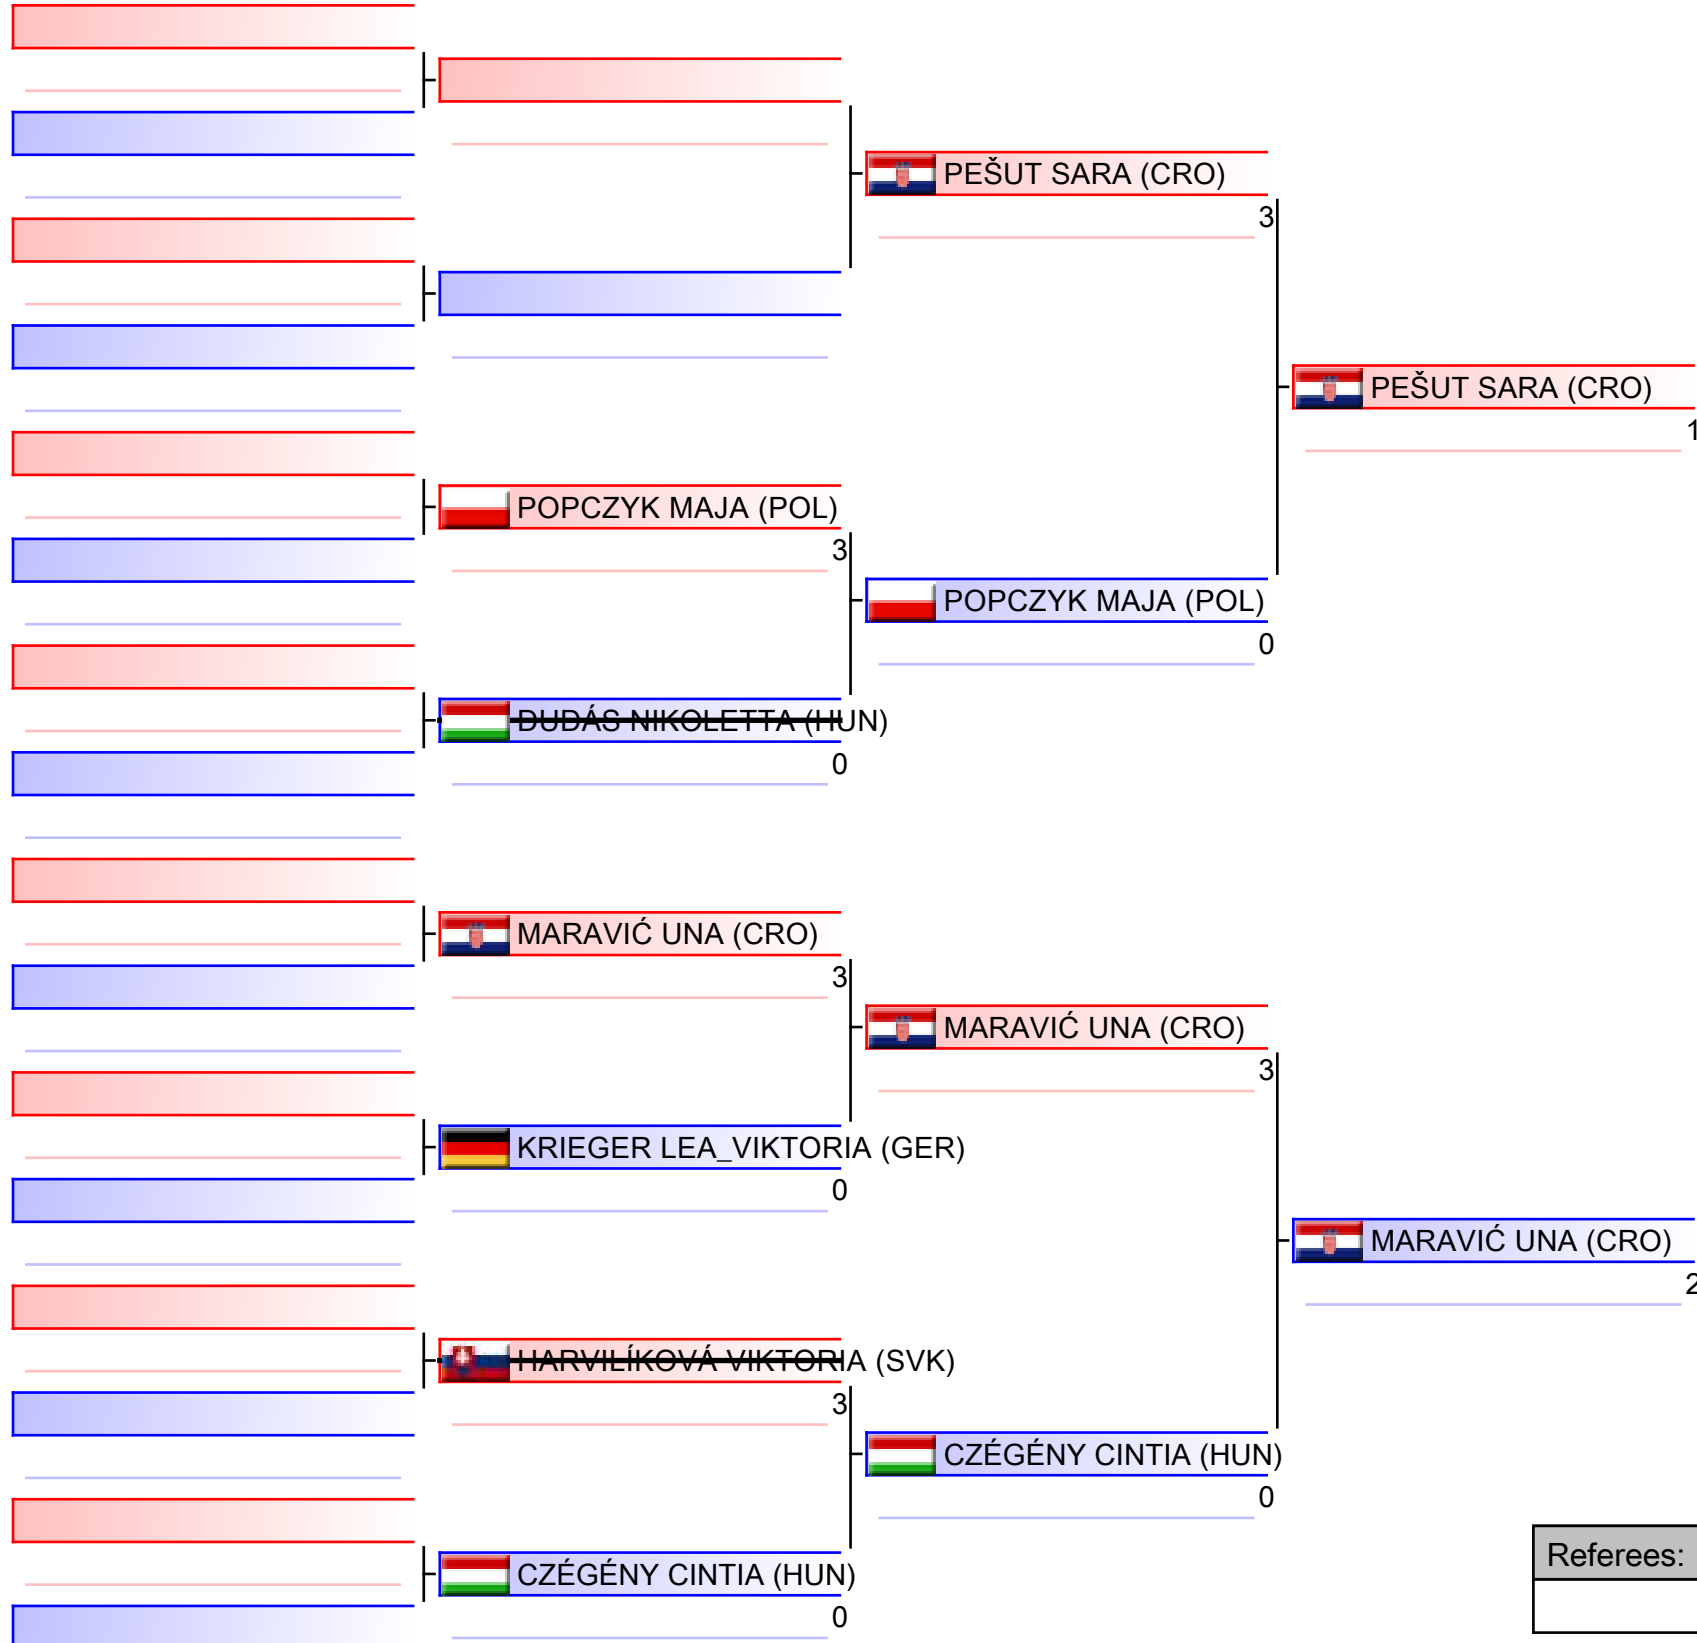 PEŠUT SARA (CRO)
3
PEŠUT SARA (CRO)
1
POPCZYK MAJA (POL)
3
POPCZYK MAJA (POL)
0
DUDÁS NIKOLETTA (HUN)
0
MARAVIĆ UNA (CRO)
3
MARAVIĆ UNA (CRO)
3
KRIEGER LEA_VIKTORIA (GER)
0
MARAVIĆ UNA (CRO)
2
HARVILÍKOVÁ VIKTORIA (SVK)
3
CZÉGÉNY CINTIA (HUN)
0
Referees:
CZÉGÉNY CINTIA (HUN)
0